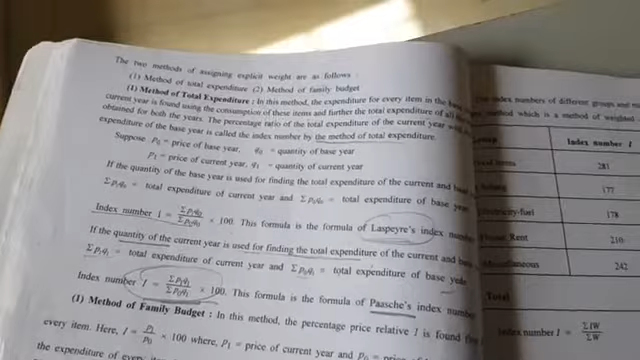 The two methods of assigning explicit weight are as follows :
(1) Method of total expenditure (2) Method of family budget
(1) Method of Total Expenditure : In this method, the expenditure for every item in the
current year is found using the consumption of these items and further the total expenditure of all
obtained for both the years. The percentage ratio of the total expenditure of the current year
expenditure of the base year is called the index number by the method of total expenditure.
Suppose p₀ = price of base year, q₀ = quantity of base year
p₁ = price of current year, q₁ = quantity of current year
If the quantity of the base year is used for finding the total expenditure of the current and
Σp₁q₀ = total expenditure of current year and Σp₀q₀ = total expenditure of base year
Index number I = Σp₁q₀ / Σp₀q₀ × 100. This formula is the formula of Laspeyre's index number
If the quantity of the current year is used for finding the total expenditure of the current and
Σp₁q₁ = total expenditure of current year and Σp₀q₁ = total expenditure of base year
Index number I = Σp₁q₁ / Σp₀q₁ × 100. This formula is the formula of Paasche's index number
(1) Method of Family Budget : In this method, the percentage price relative I is found
every item. Here, I = p₁ / p₀ × 100 where, p₁ = price of current year and p₀ =
the expenditure of every
index numbers of different groups and
method which is a method of weighted
Index number I
281
177
Electricity-fuel 178
House Rent 210
Miscellaneous 242
Total
Index number I = ΣIW / ΣW